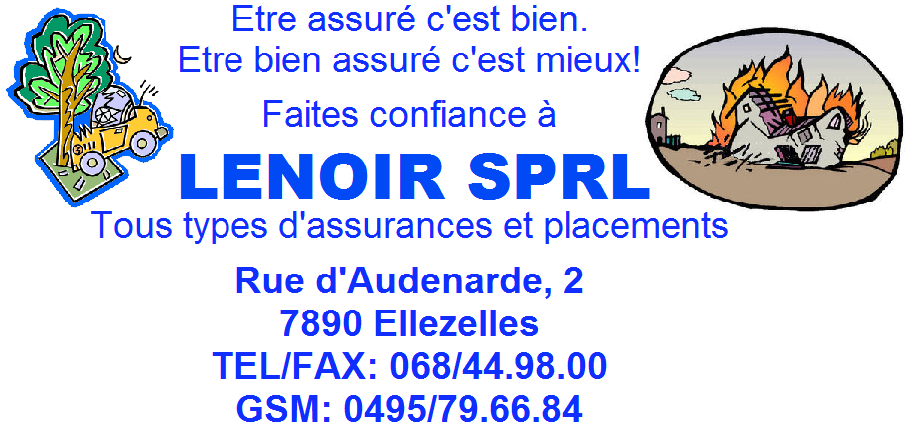 Etre assuré c'est bien.
Etre bien assuré c'est mieux!
Faites confiance à
LENOIR SPRL
Tous types d'assurances et placements
Rue d'Audenarde, 2
7890 Ellezelles
TEL/FAX: 068/44.98.00
GSM: 0495/79.66.84